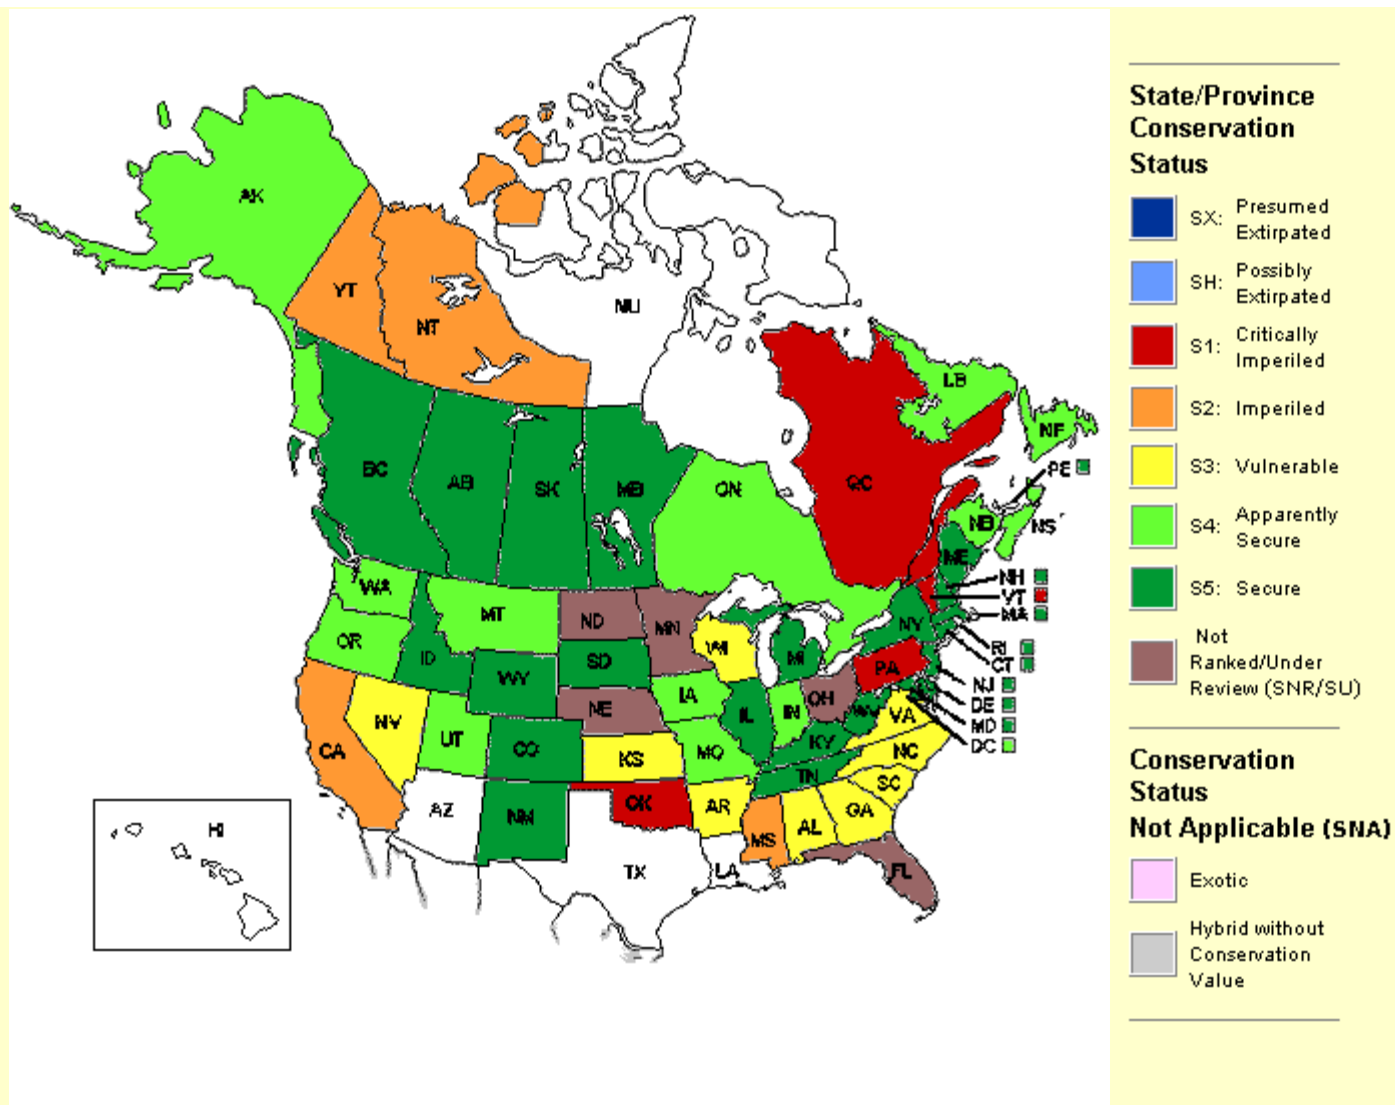 AK
YT
NT
NU
LB
NF
BC
AB
SK
MB
ON
QC
PE
NB
NS
ME
NH
VT
MA
WA
MT
ND
MN
NY
OR
ID
SD
WI
MI
RI
CT
WY
PA
NJ
IA
NE
OH
DE
NV
IL
IN
WV
VA
MD
CA
UT
CO
KS
MO
KY
NC
DC
TN
SC
AZ
NM
OK
AR
MS
AL
GA
TX
LA
FL
HI
State/Province
Conservation
Status
SX: Presumed
Extirpated
SH: Possibly
Extirpated
S1: Critically
Imperiled
S2: Imperiled
S3: Vulnerable
S4: Apparently
Secure
S5: Secure
Not
Ranked/Under
Review (SNR/SU)
Conservation
Status
Not Applicable (SNA)
Exotic
Hybrid without
Conservation
Value